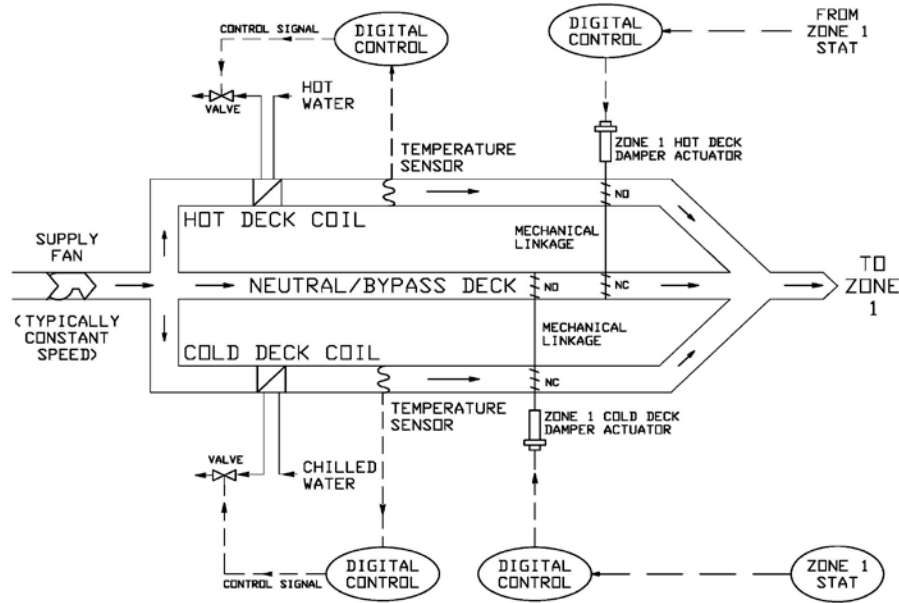 CONTROL SIGNAL
DIGITAL
CONTROL
DIGITAL
CONTROL
FROM
ZONE 1
STAT
VALVE
HOT
WATER
TEMPERATURE
SENSOR
ZONE 1 HOT DECK
DAMPER ACTUATOR
NO
HOT DECK COIL
MECHANICAL
LINKAGE
SUPPLY
FAN
NEUTRAL/BYPASS DECK
NO
NC
TO
ZONE
1
(TYPICALLY
CONSTANT
SPEED)
MECHANICAL
LINKAGE
COLD DECK COIL
NC
TEMPERATURE
SENSOR
ZONE 1 COLD DECK
DAMPER ACTUATOR
VALVE
CHILLED
WATER
CONTROL SIGNAL
DIGITAL
CONTROL
DIGITAL
CONTROL
ZONE 1
STAT